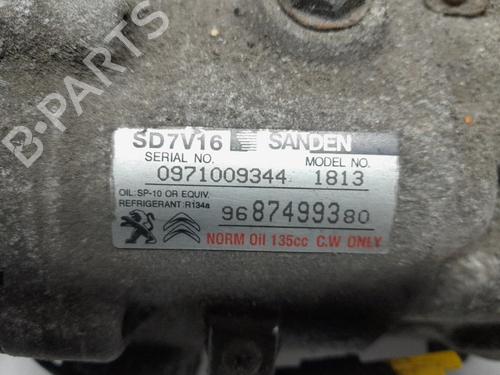 SD7V16 SANDEN
SERIAL NO. MODEL NO.
0971009344 1813
OIL:SP-10 OR EQUIV.
REFRIGERANT:R134a
9687499380
NORM Oil 135cc C.W ONLY
B-PARTS